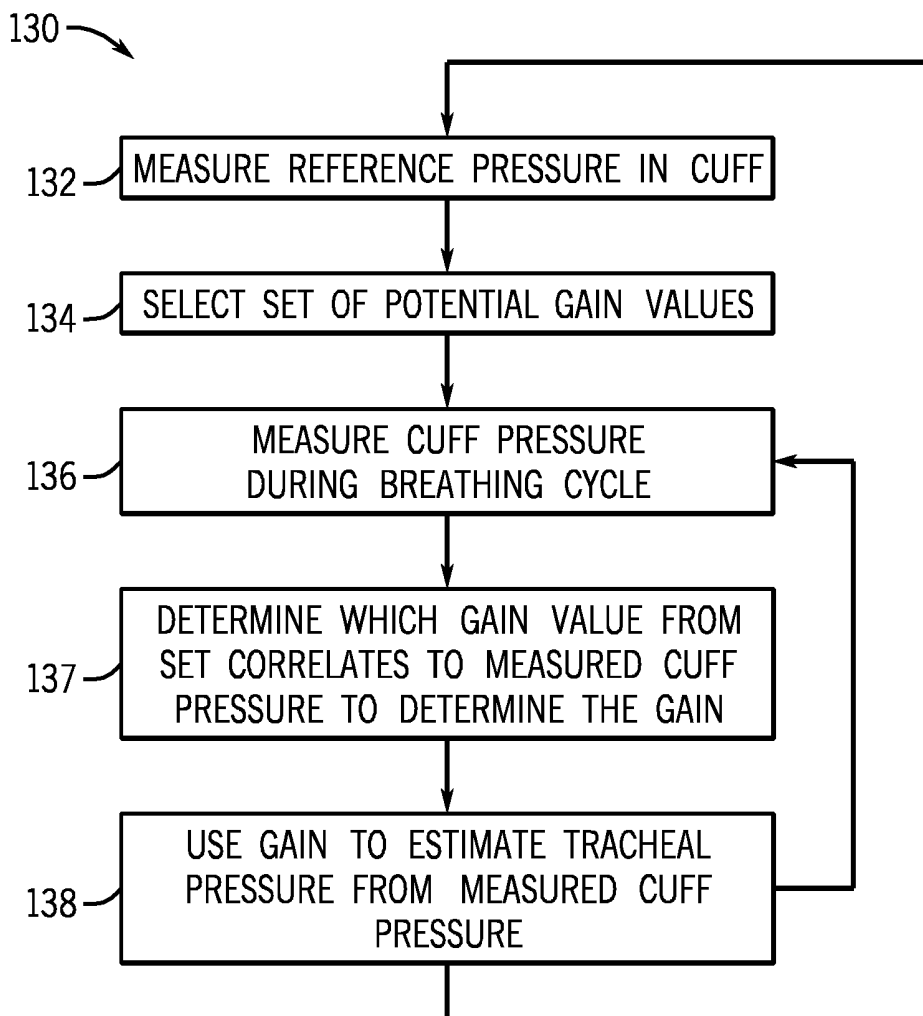 130
132
MEASURE REFERENCE PRESSURE IN CUFF
134
SELECT SET OF POTENTIAL GAIN VALUES
136
MEASURE CUFF PRESSURE
DURING BREATHING CYCLE
137
DETERMINE WHICH GAIN VALUE FROM
SET CORRELATES TO MEASURED CUFF
PRESSURE TO DETERMINE THE GAIN
138
USE GAIN TO ESTIMATE TRACHEAL
PRESSURE FROM MEASURED CUFF
PRESSURE